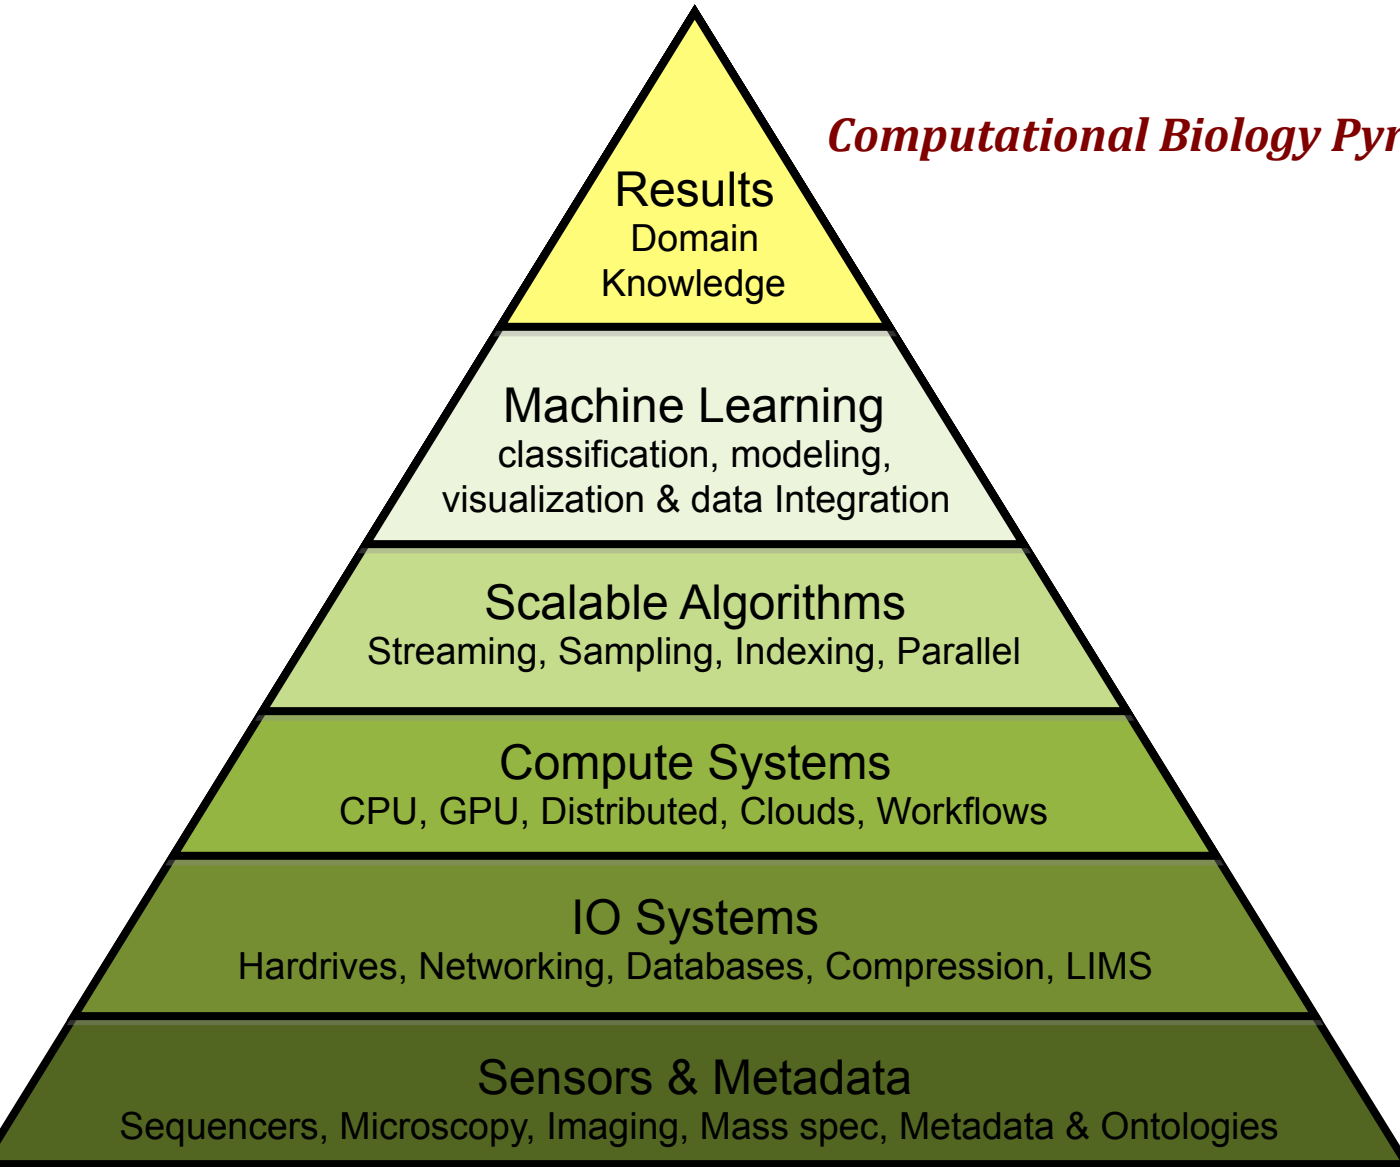 Computational Biology Pyr
Results
Domain
Knowledge
Machine Learning
classification, modeling,
visualization & data Integration
Scalable Algorithms
Streaming, Sampling, Indexing, Parallel
Compute Systems
CPU, GPU, Distributed, Clouds, Workflows
IO Systems
Hardrives, Networking, Databases, Compression, LIMS
Sensors & Metadata
Sequencers, Microscopy, Imaging, Mass spec, Metadata & Ontologies